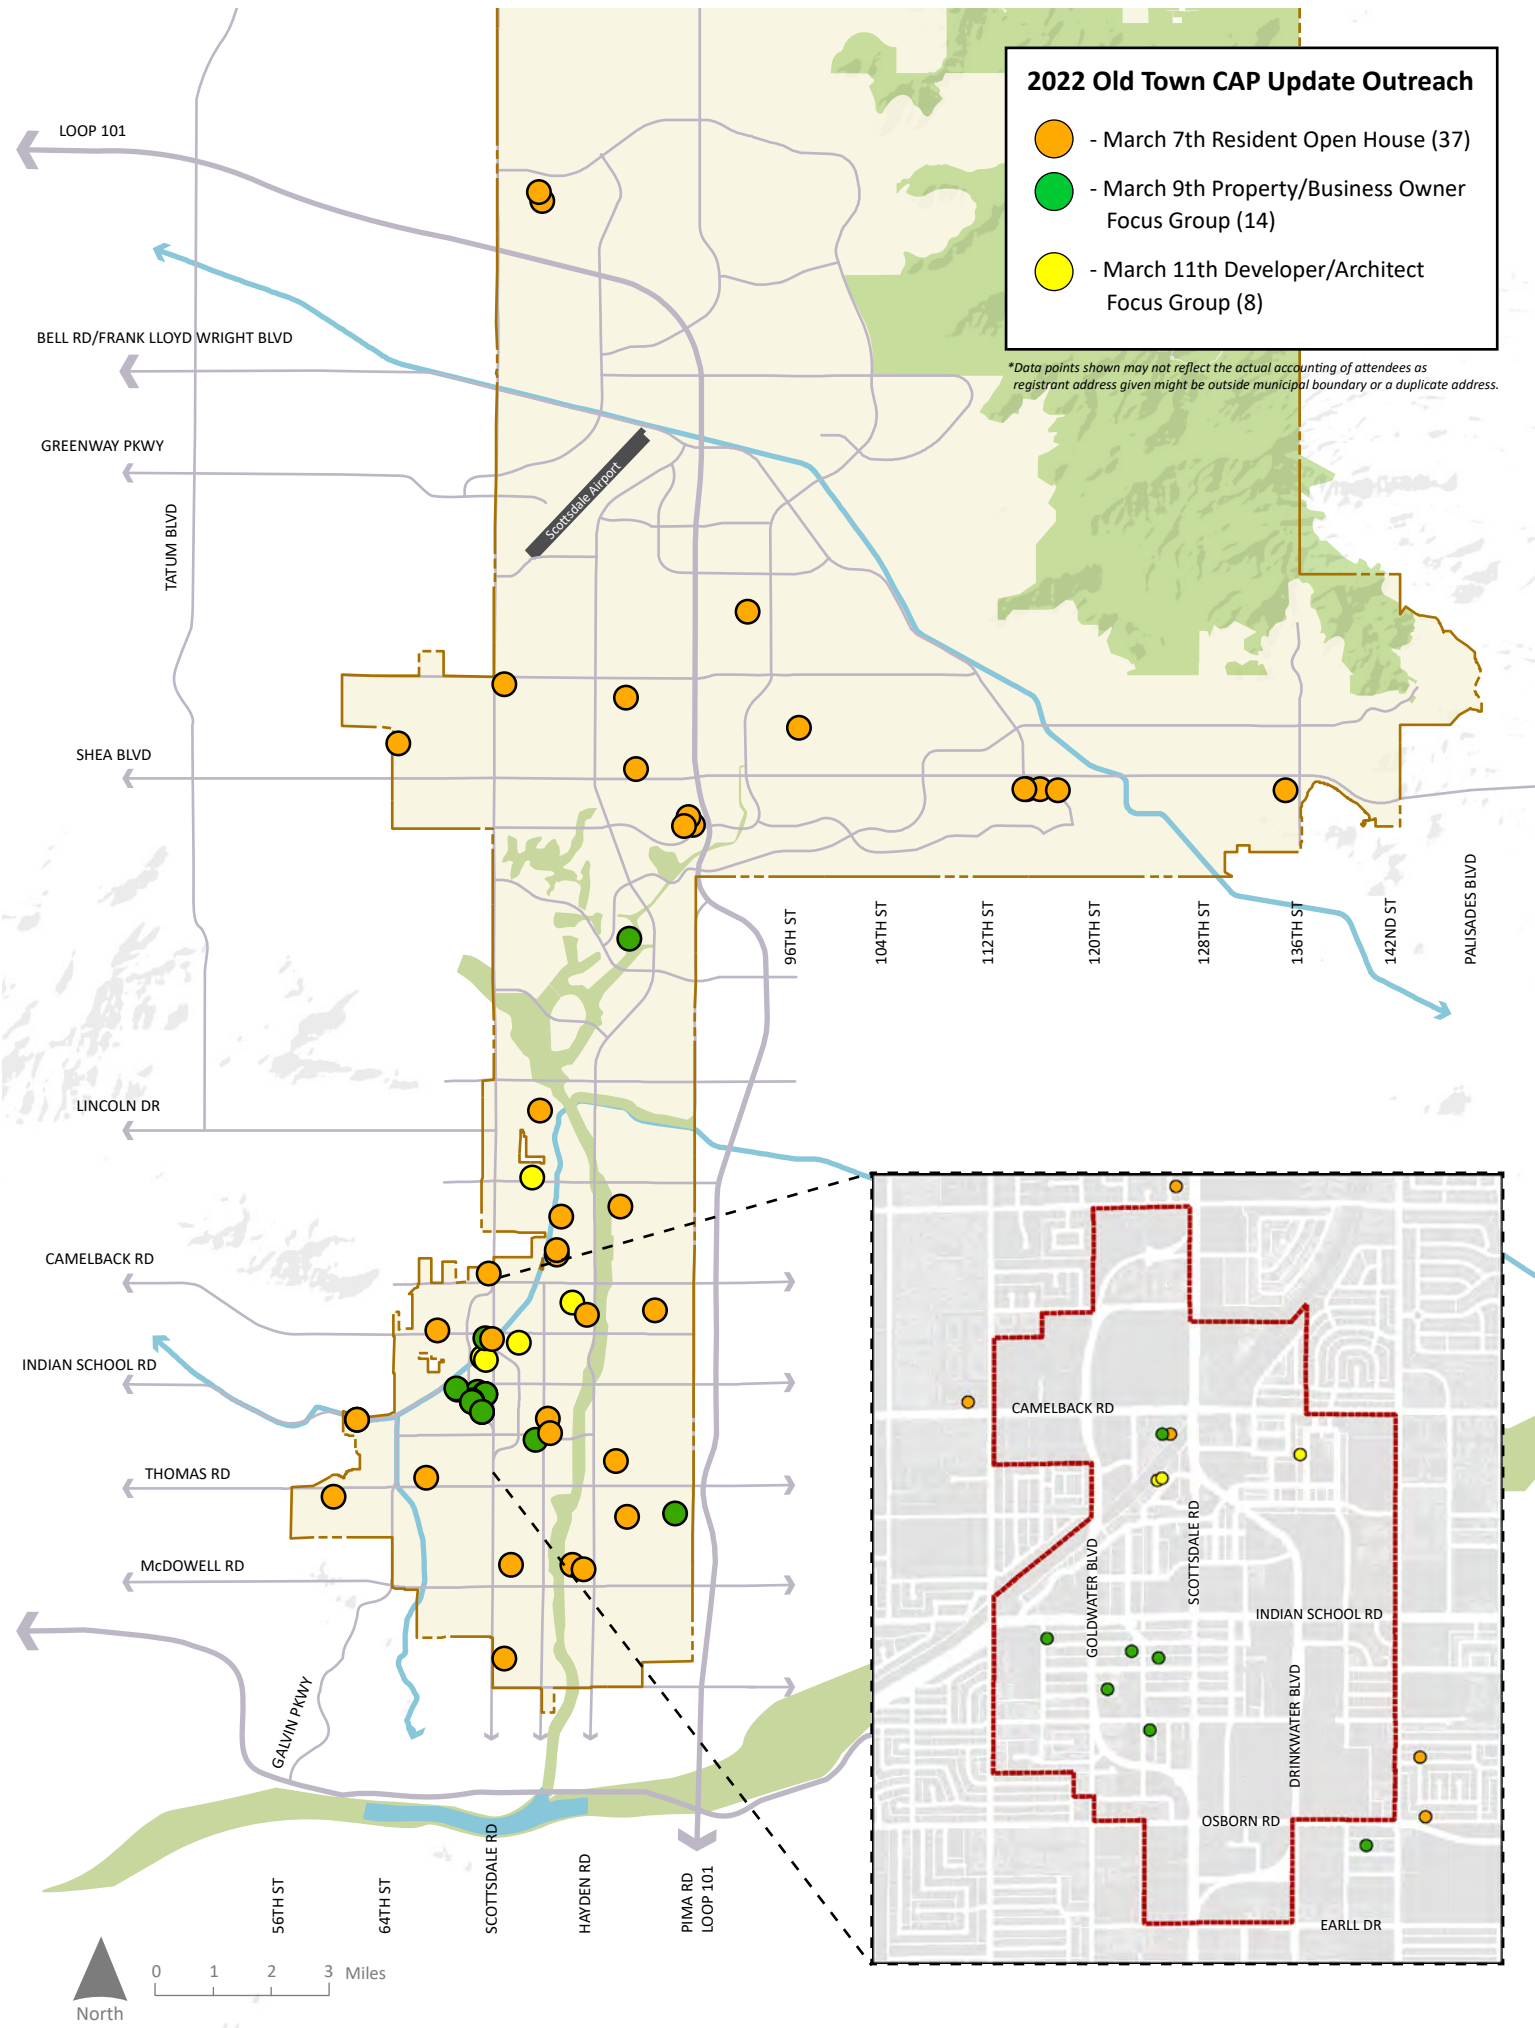 2022 Old Town CAP Update Outreach
- March 7th Resident Open House (37)
- March 9th Property/Business Owner
Focus Group (14)
- March 11th Developer/Architect
Focus Group (8)
*Data points shown may not reflect the actual accounting of attendees as
registrant address given might be outside municipal boundary or a duplicate address.
LOOP 101
BELL RD/FRANK LLOYD WRIGHT BLVD
GREENWAY PKWY
Scottsdale Airport
TATUM BLVD
SHEA BLVD
96TH ST
104TH ST
112TH ST
120TH ST
128TH ST
136TH ST
142ND ST
PALISADES BLVD
LINCOLN DR
CAMELBACK RD
INDIAN SCHOOL RD
THOMAS RD
McDOWELL RD
GALVIN PKWY
56TH ST
64TH ST
SCOTTSDALE RD
HAYDEN RD
PIMA RD
LOOP 101
CAMELBACK RD
GOLDWATER BLVD
SCOTTSDALE RD
INDIAN SCHOOL RD
DRINKWATER BLVD
OSBORN RD
EARLL DR
0 1 2 3 Miles
North